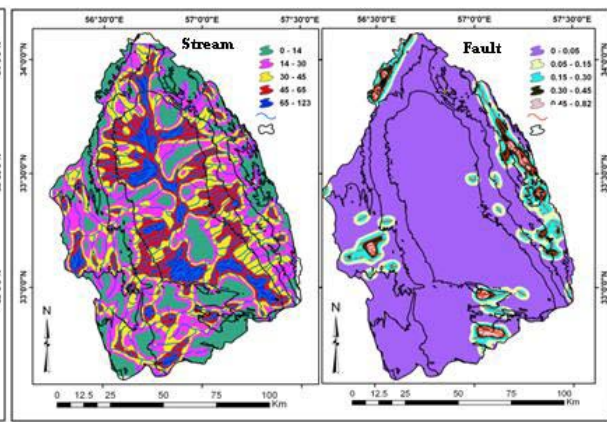 56°30'0"E 57°0'0"E 57°30'0"E
56°30'0"E 57°0'0"E 57°30'0"E
Stream
0 - 14
14 - 30
30 - 45
45 - 65
65 - 123
N
0 12.5 25 50 75 100
Km
Fault
0 - 0.05
0.05 - 0.15
0.15 - 0.30
0.30 - 0.45
0.45 - 0.82
N
0 12.5 25 50 75 100
Km
34°0'0"N
33°30'0"N
33°0'0"N